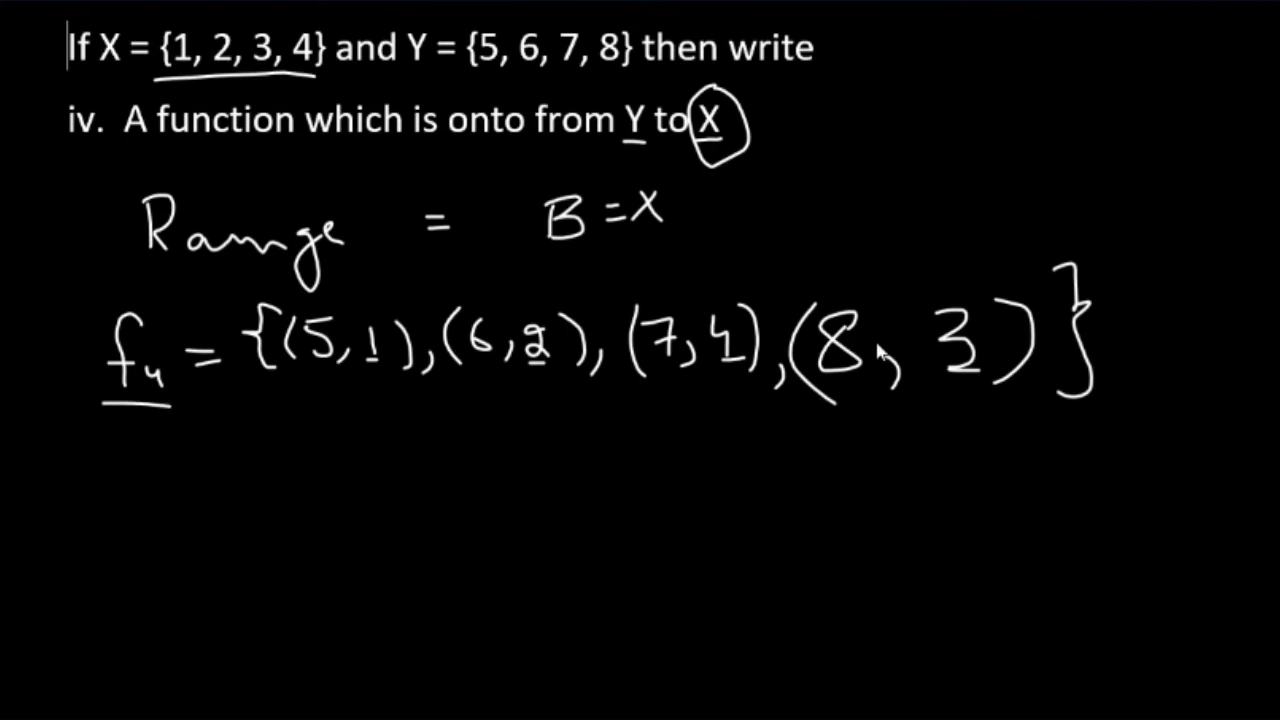 If X = {1, 2, 3, 4} and Y = {5, 6, 7, 8} then write
iv. A function which is onto from Y to X
Range = B = X
f₄ = {(5,1),(6,2),(7,4),(8,3)}